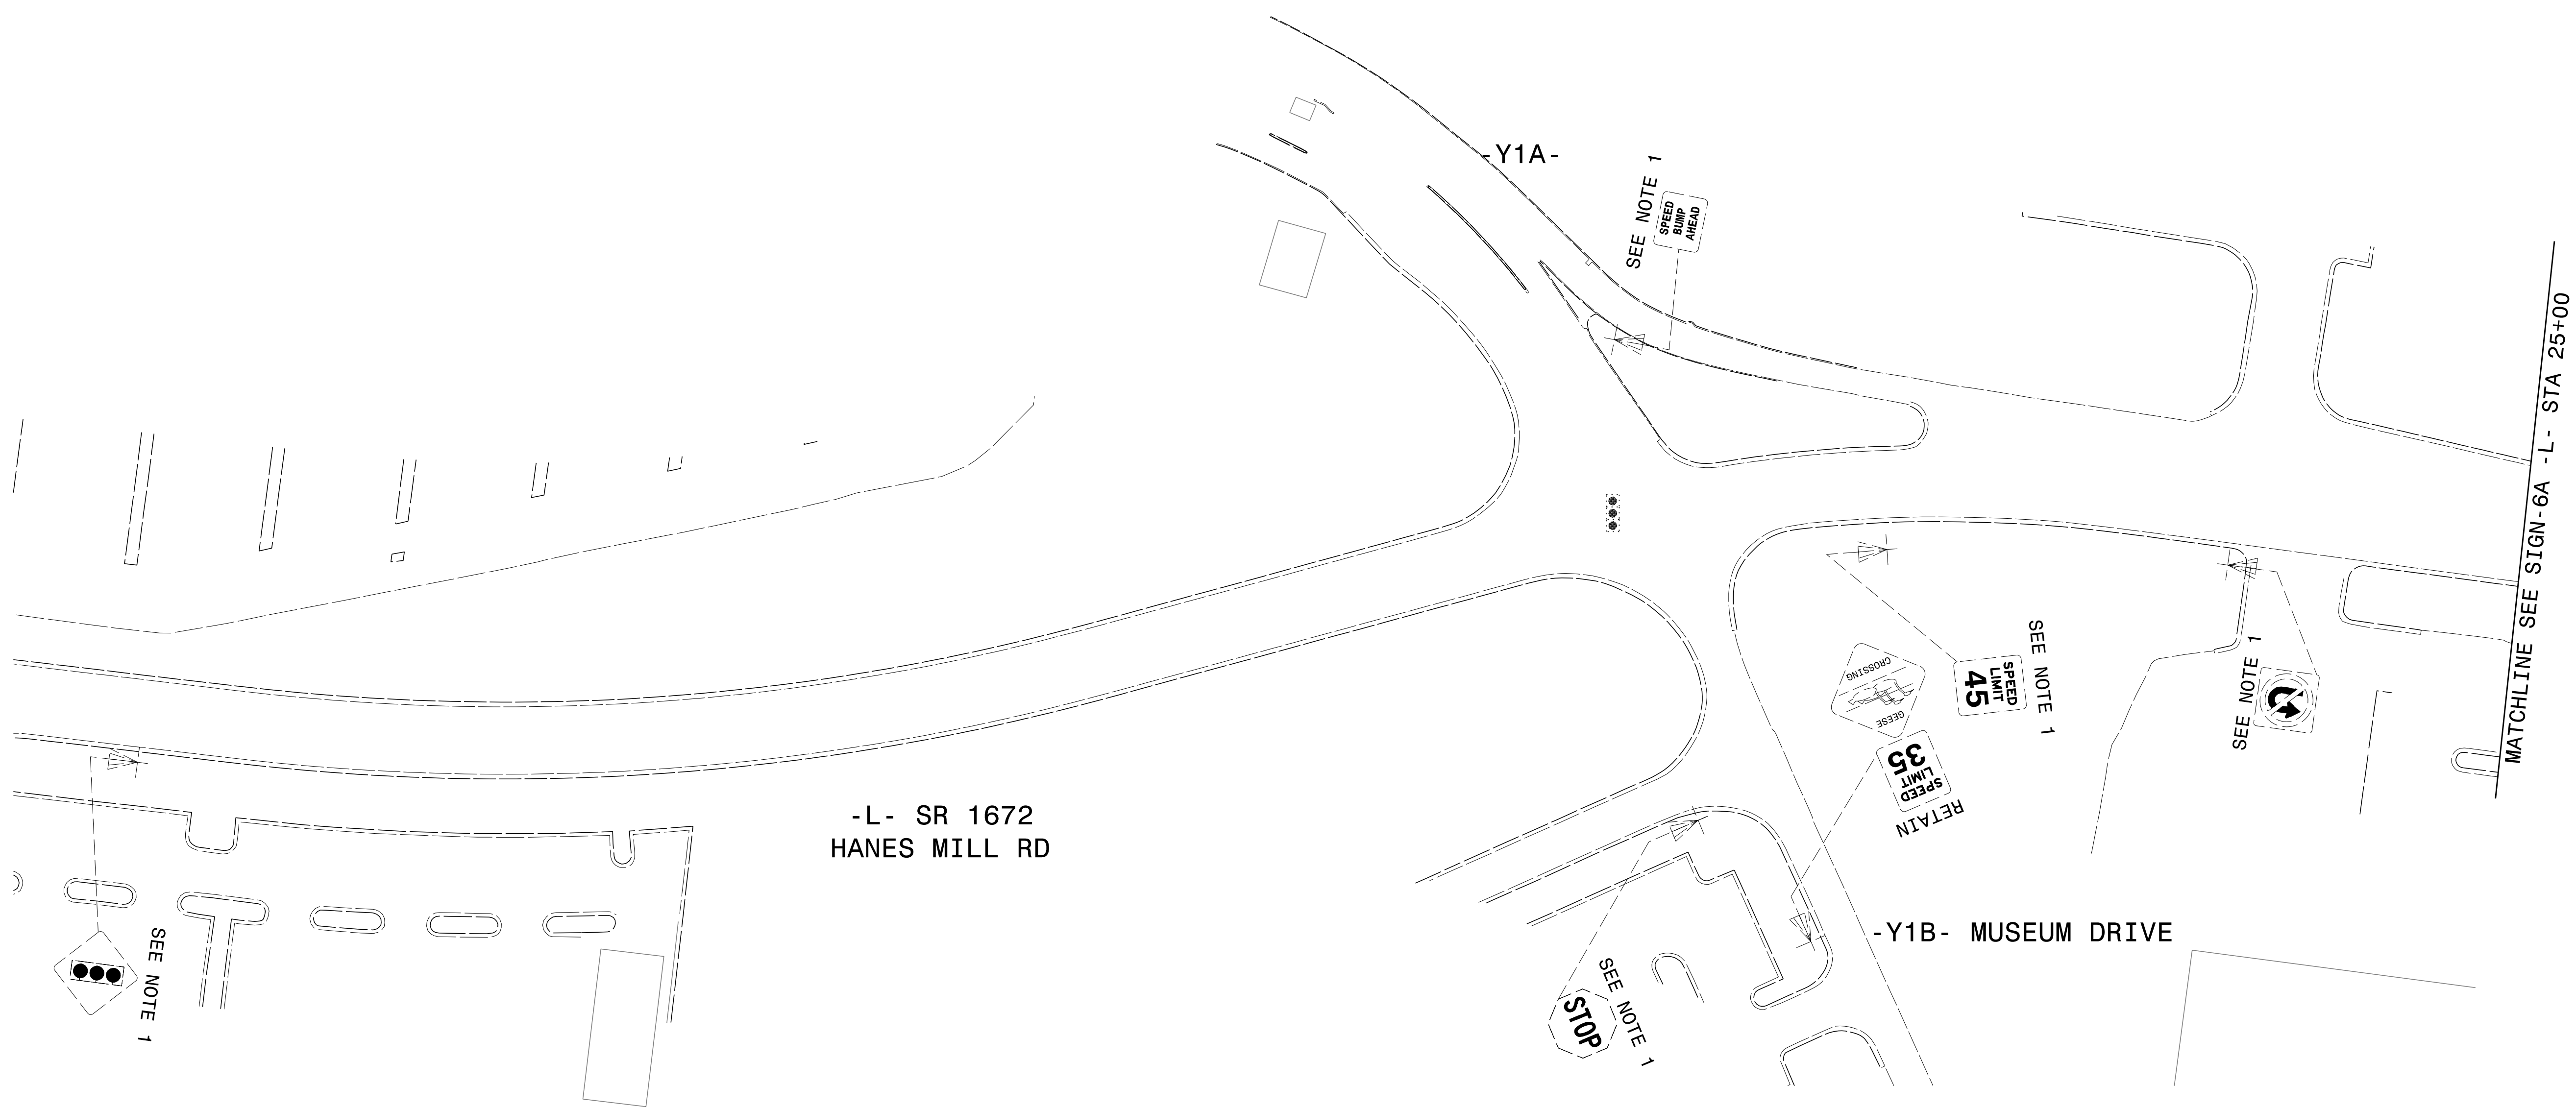 -Y1A-
SEE NOTE 1
SPEED
BUMP
AHEAD
MATCHLINE SEE SIGN-6A -L- STA 25+00
SEE NOTE 1
SPEED
LIMIT
45
GEESE
CROSSING
SPEED
LIMIT
35
RETAIN
SEE NOTE 1
-L- SR 1672
HANES MILL RD
-Y1B- MUSEUM DRIVE
SEE NOTE 1
STOP
SEE NOTE 1